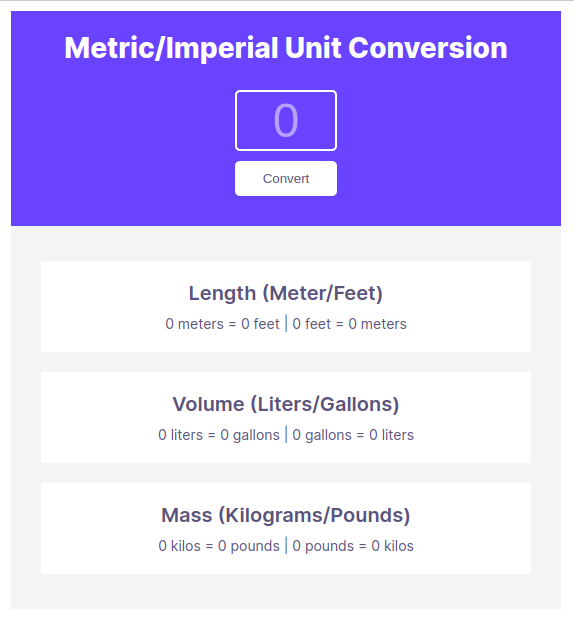 Metric/Imperial Unit Conversion
0
Convert
Length (Meter/Feet)
0 meters = 0 feet | 0 feet = 0 meters
Volume (Liters/Gallons)
0 liters = 0 gallons | 0 gallons = 0 liters
Mass (Kilograms/Pounds)
0 kilos = 0 pounds | 0 pounds = 0 kilos